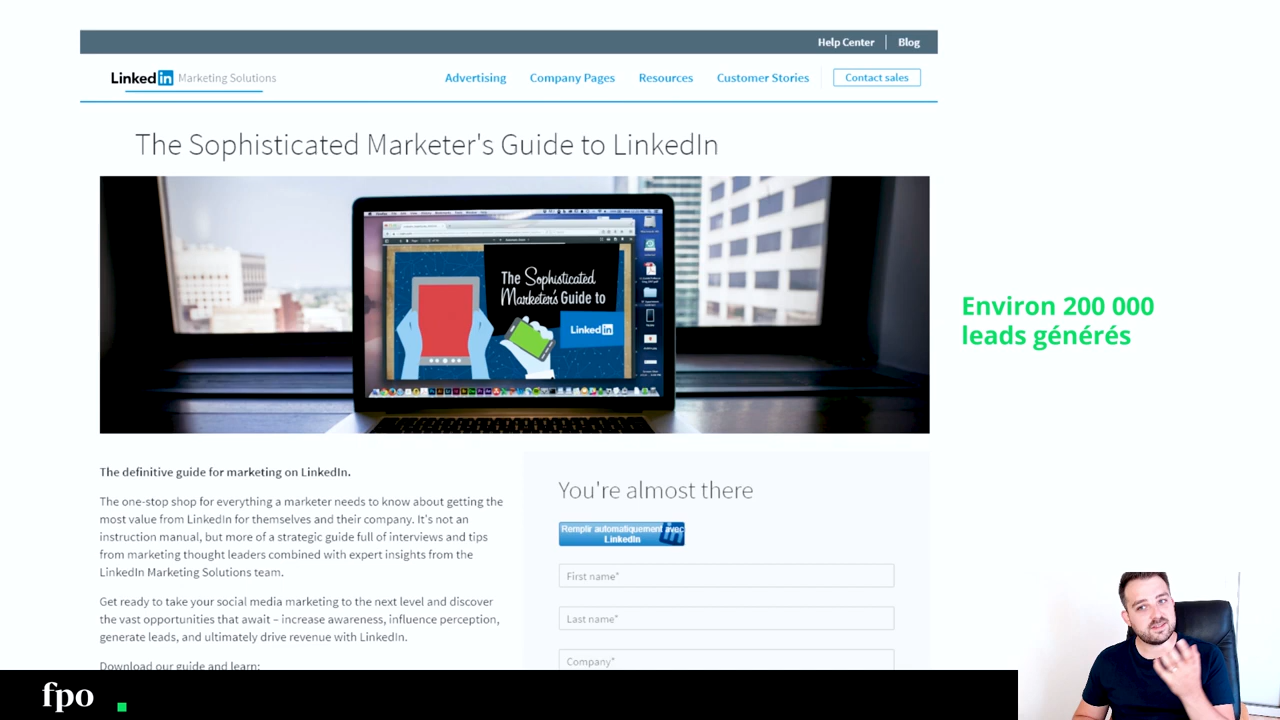 Help Center
Blog
Linkedin Marketing Solutions
Advertising
Company Pages
Resources
Customer Stories
Contact sales
The Sophisticated Marketer's Guide to LinkedIn
The Sophisticated
Marketer's Guide to
Linkedin
Environ 200 000
leads générés
The definitive guide for marketing on LinkedIn.
The one-stop shop for everything a marketer needs to know about getting the
most value from LinkedIn for themselves and their company. It's not an
instruction manual, but more of a strategic guide full of interviews and tips
from marketing thought leaders combined with expert insights from the
LinkedIn Marketing Solutions team.
Get ready to take your social media marketing to the next level and discover
the vast opportunities that await – increase awareness, influence perception,
generate leads, and ultimately drive revenue with LinkedIn.
Download our guide and learn:
You're almost there
Remplir automatiquement avec
LinkedIn
in
First name*
Last name*
Company*
fpo